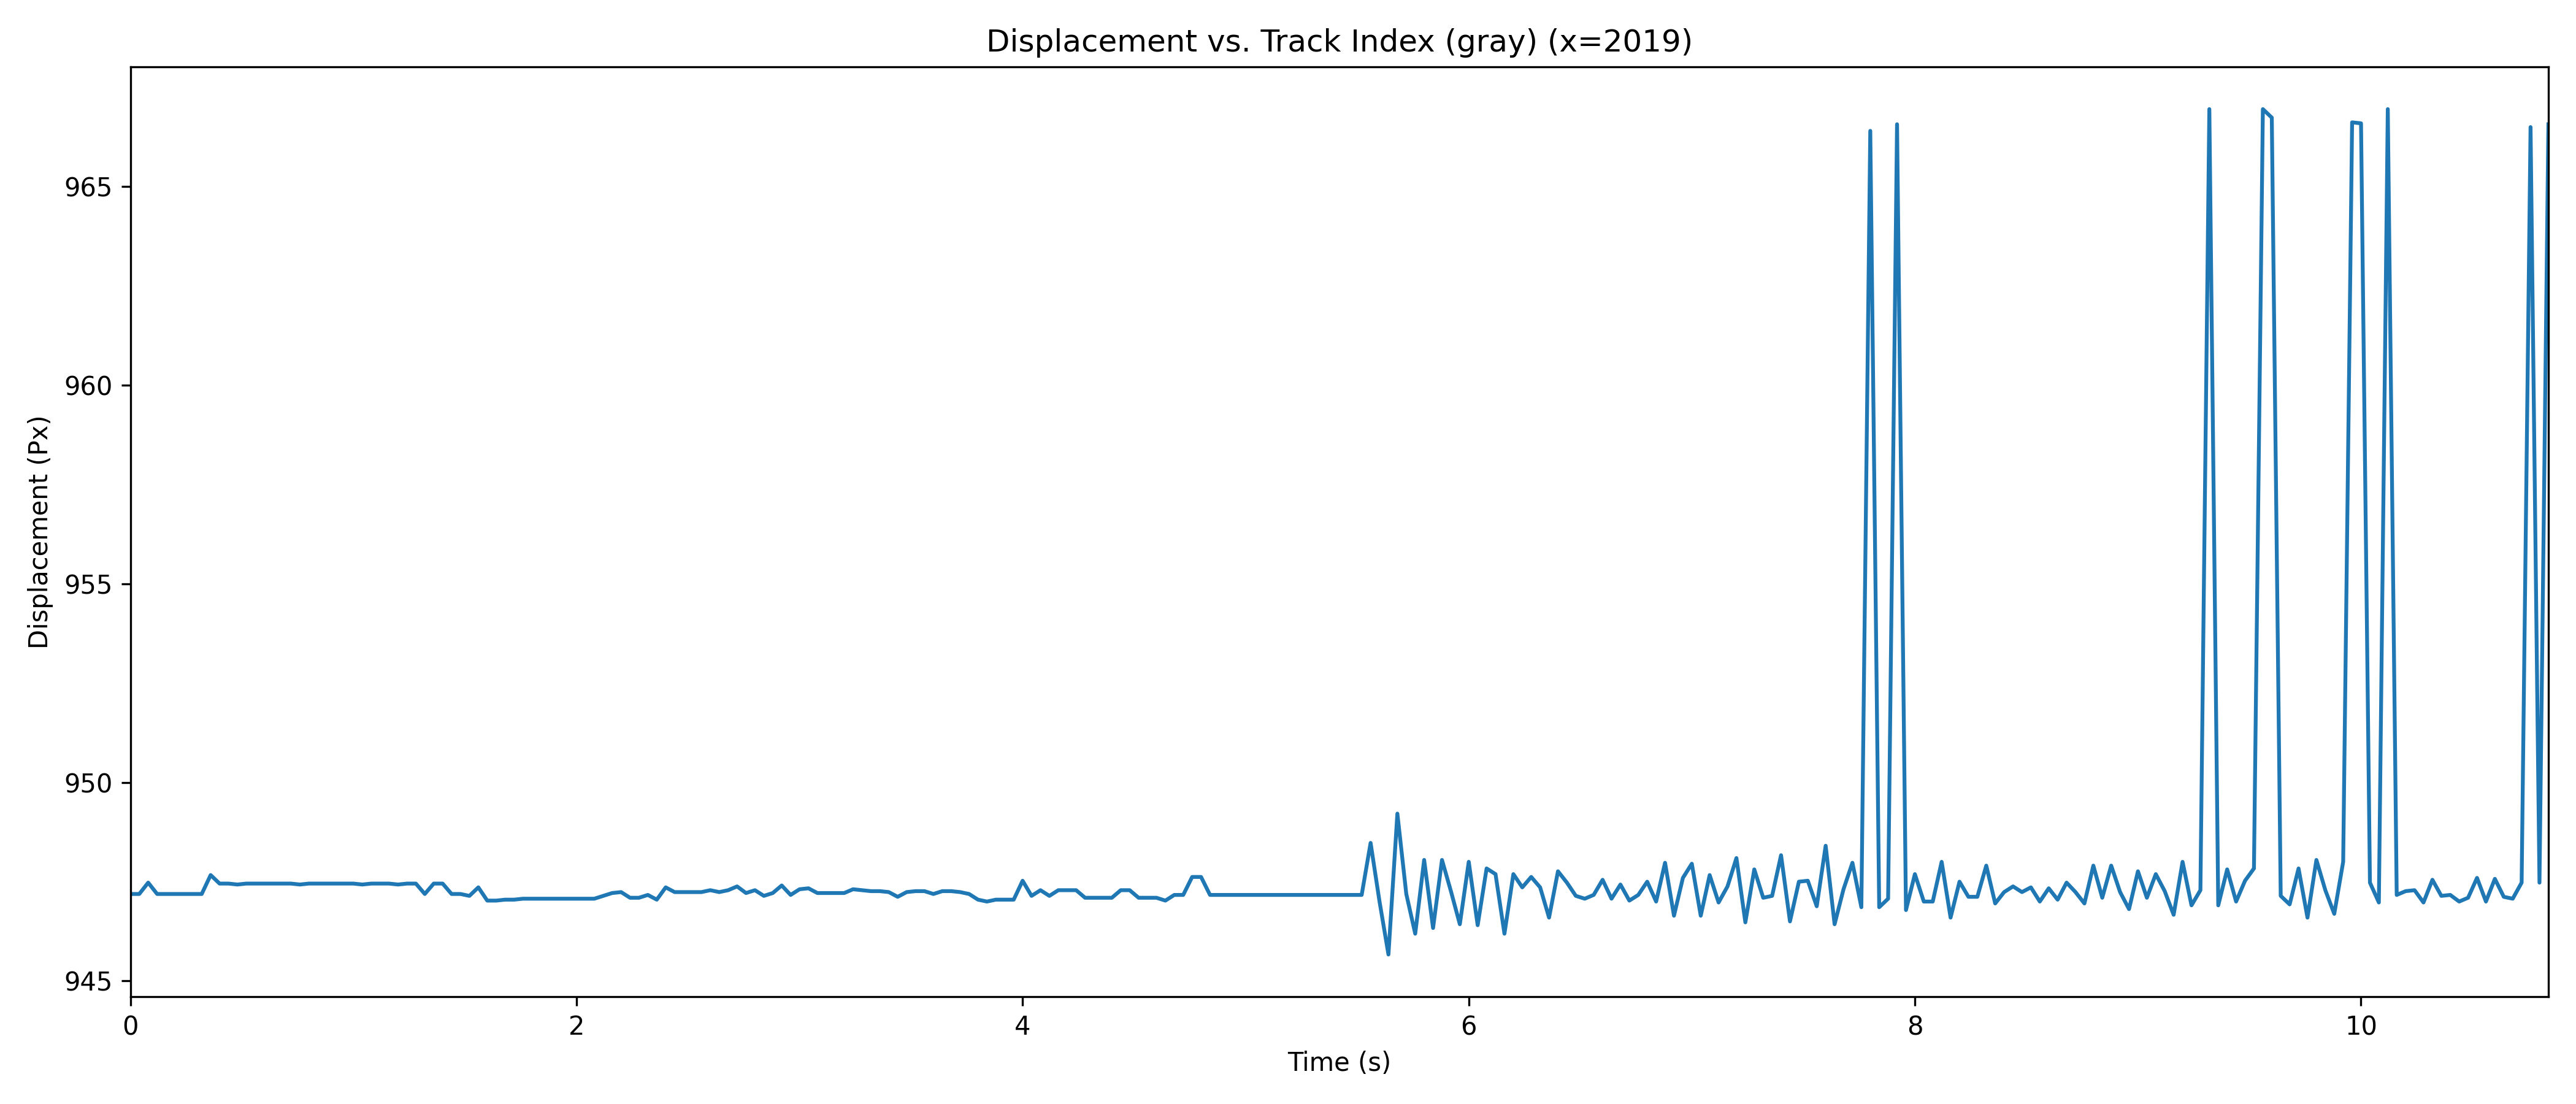 Displacement vs. Track Index (gray) (x=2019)
965
960
955
950
945
Displacement (Px)
0 2 4 6 8 10
Time (s)